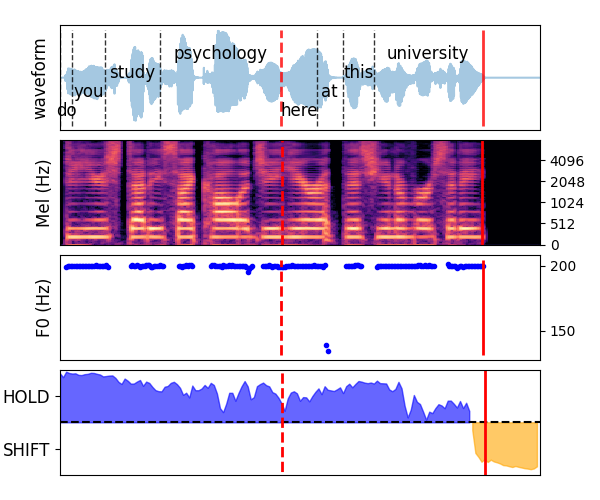 waveform
do
you
study
psychology
here
at
this
university
Mel (Hz)
4096
2048
1024
512
0
F0 (Hz)
200
150
HOLD
SHIFT